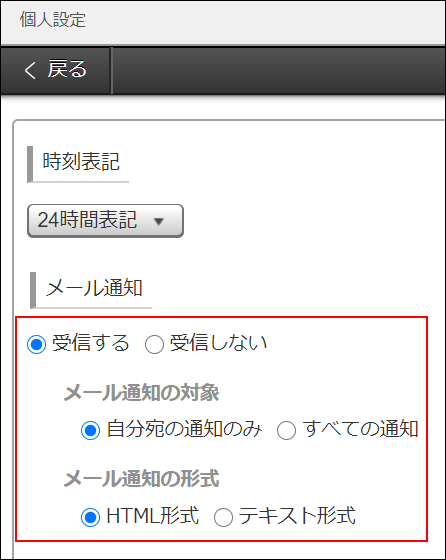 個人設定
戻る
時刻表記
24時間表記
メール通知
受信する 受信しない
メール通知の対象
自分宛の通知のみ すべての通知
メール通知の形式
HTML形式 テキスト形式